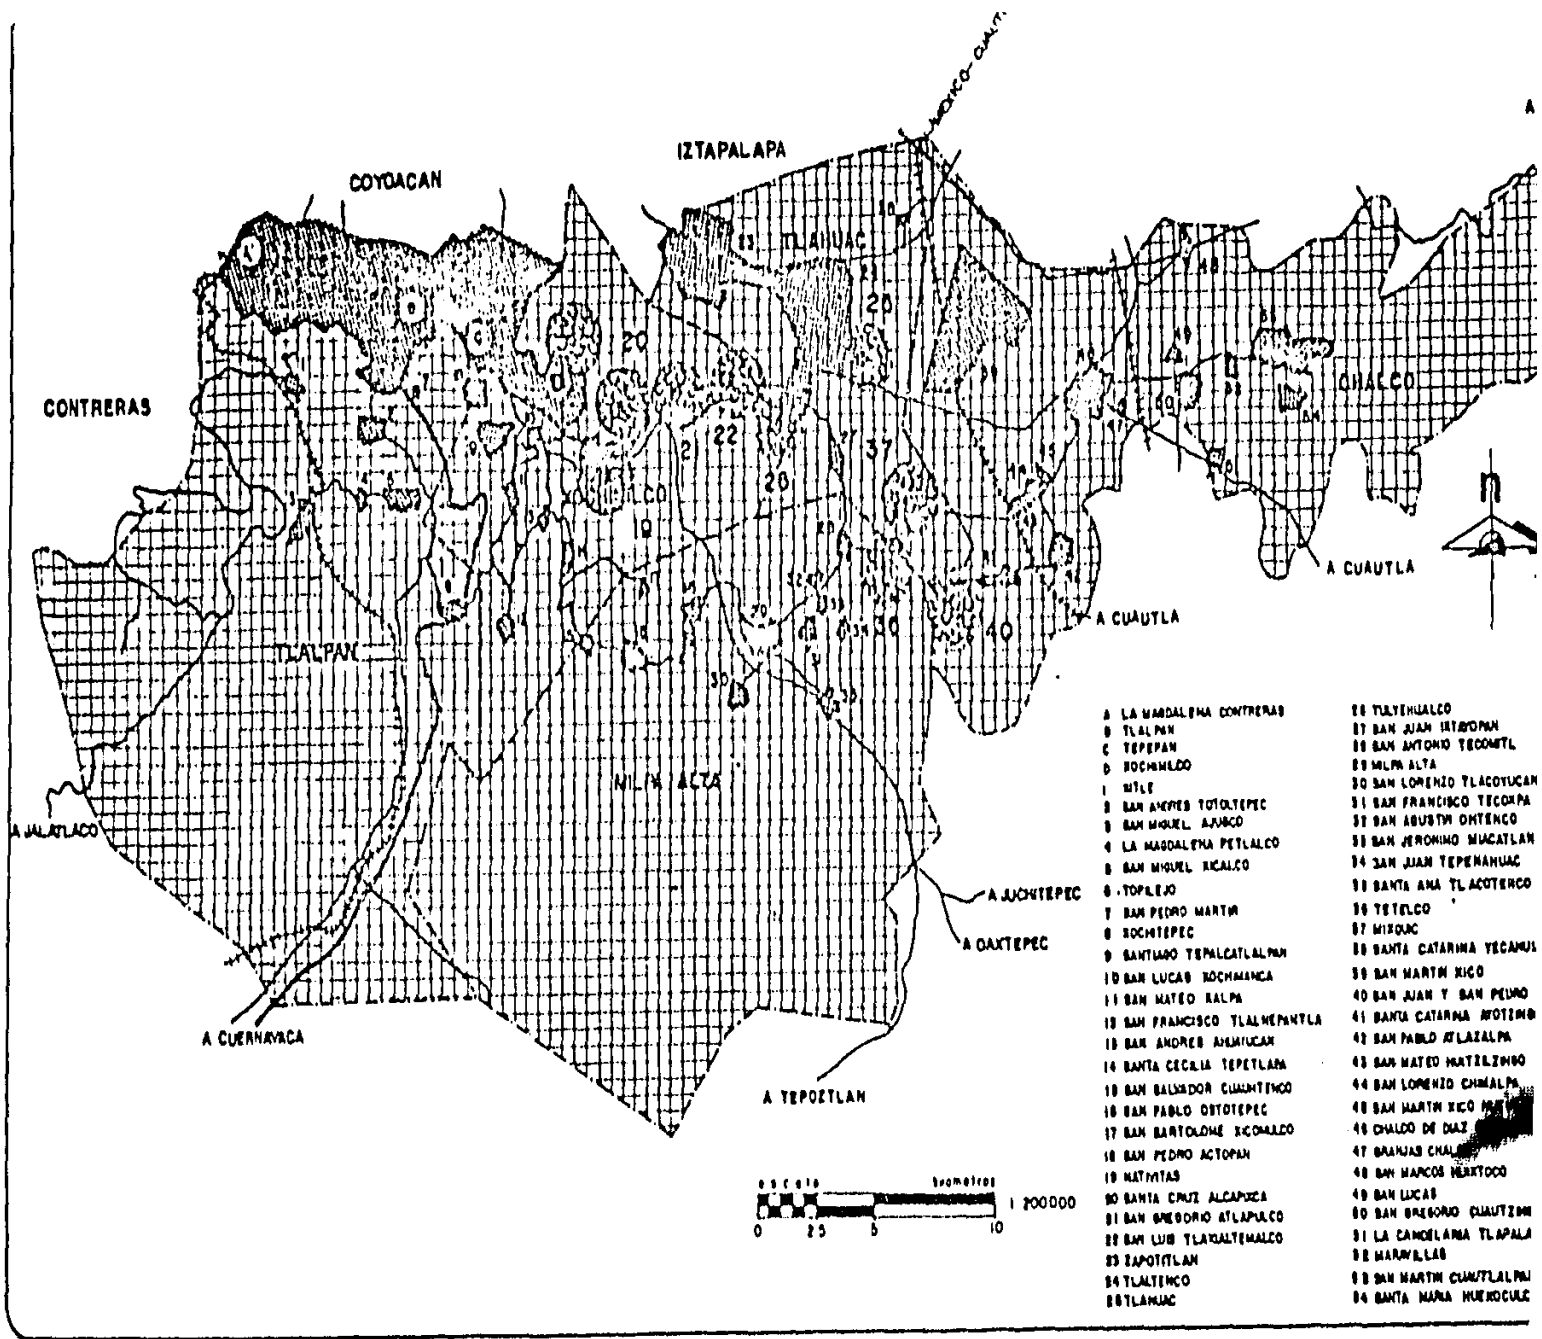 MEXICO-CUAUT
A
IZTAPALAPA
COYOACAN
TLAHUAC
CONTRERAS
CHALCO
n
A CUAUTLA
A CUAUTLA
TLALPAN
MILPA ALTA
A JALATLACO
A JUCHITEPEC
A OAXTEPEC
A CUERNAVACA
A TEPOZTLAN
escala kilometros
1 200000
0 2.5 5 10
A LA MAGDALENA CONTRERAS
B TLALPAN
C TEPEPAN
D XOCHIMILCO
1 XITLE
2 SAN ANDRES TOTOLTEPEC
3 SAN MIGUEL AJUSCO
4 LA MAGDALENA PETLALCO
5 SAN MIGUEL XICALCO
6 TOPILEJO
7 SAN PEDRO MARTIR
8 XOCHITEPEC
9 SANTIAGO TEPALCATLALPAN
10 SAN LUCAS XOCHIMANCA
11 SAN MATEO XALPA
12 SAN FRANCISCO TLALNEPANTLA
13 SAN ANDRES AHUAYUCAN
14 SANTA CECILIA TEPETLAPA
15 SAN SALVADOR CUAUHTENCO
16 SAN PABLO OSTOTEPEC
17 SAN BARTOLOME XICOMULCO
18 SAN PEDRO ACTOPAN
19 NATIVITAS
20 SANTA CRUZ ALCAPIXCA
21 SAN GREGORIO ATLAPULCO
22 SAN LUIS TLAXIALTEMALCO
23 ZAPOTITLAN
24 TLALTENCO
25 TLAHUAC
26 TULYEHUALCO
27 SAN JUAN IXTAYOPAN
28 SAN ANTONIO TECOMITL
29 MILPA ALTA
30 SAN LORENZO TLACOYUCAN
31 SAN FRANCISCO TECOXPA
32 SAN AGUSTIN OHTENCO
33 SAN JERONIMO MIACATLAN
34 SAN JUAN TEPENAHUAC
35 SANTA ANA TLACOTENCO
36 TETELCO
37 MIXQUIC
38 SANTA CATARINA YECAHUI
39 SAN MARTIN XICO
40 SAN JUAN Y SAN PEDRO
41 SANTA CATARINA AYOTZIN
42 SAN PABLO ATLAZALPA
43 SAN MATEO HUITZILZINGO
44 SAN LORENZO CHIMALPA
45 SAN MARTIN XICO
46 CHALCO DE DIAZ
47 GRANJAS CHAL
48 SAN MARCOS HUIXTOCO
49 SAN LUCAS
50 SAN GREGORIO CUAUTZIN
51 LA CANDELARIA TLAPALA
52 MARAVILLAS
53 SAN MARTIN CUAUTLALPAN
54 SANTA MARIA HUEXOCULC